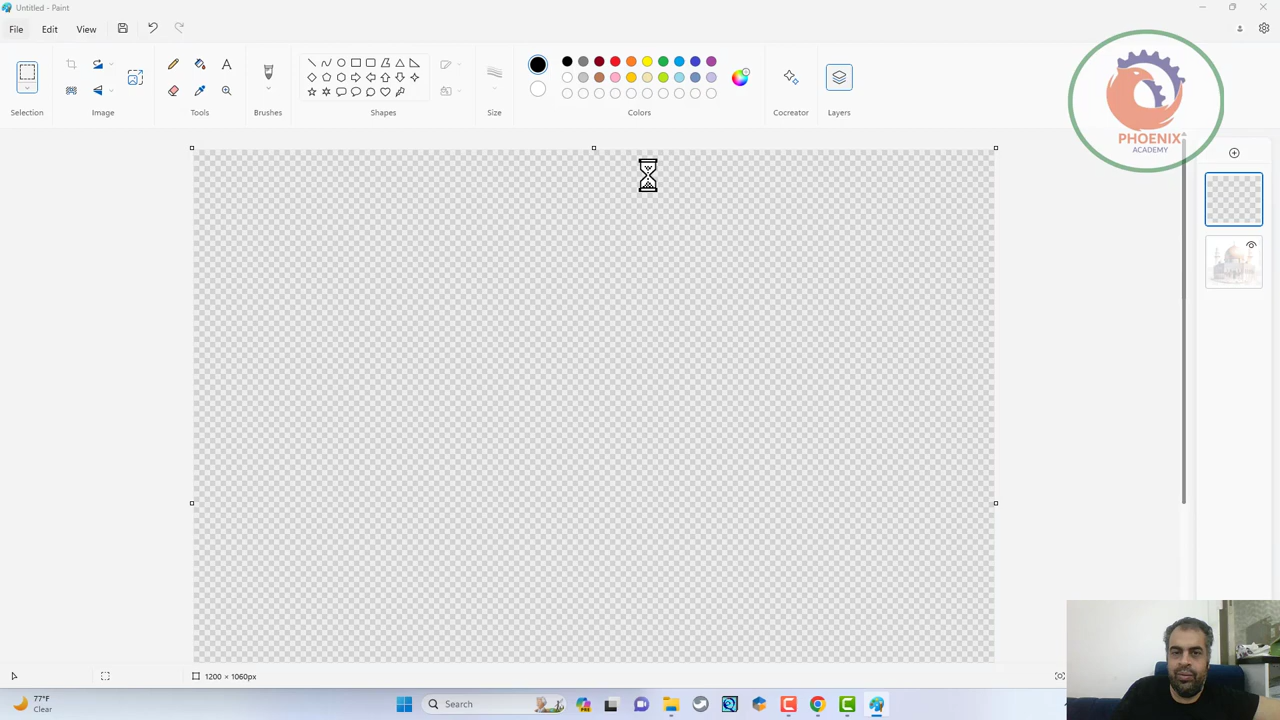 Untitled - Paint
File
Edit
View
Selection
Image
Tools
Brushes
Shapes
Size
Colors
Cocreator
Layers
PHOENIX
ACADEMY
1200 × 1060px
77°F
Clear
Search